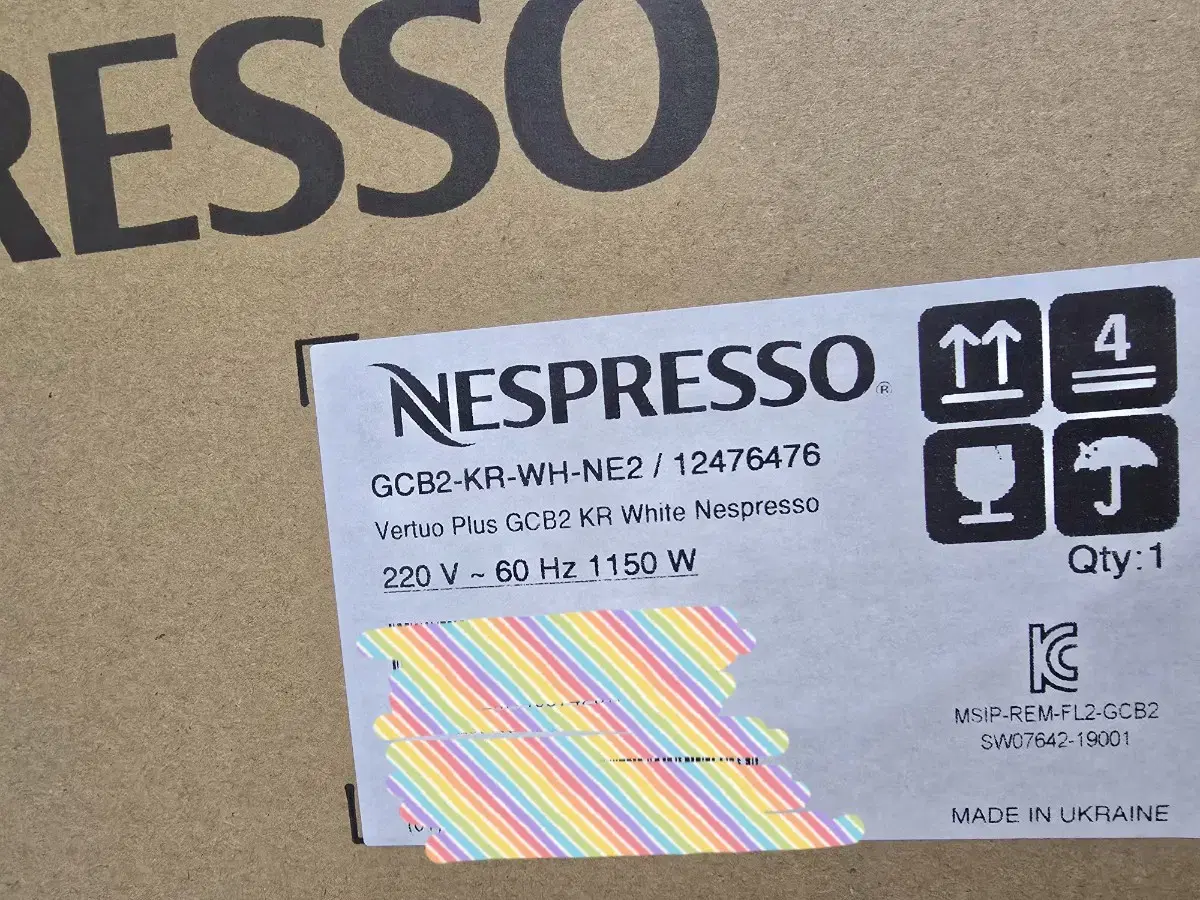 RESSO
NESPRESSO®
GCB2-KR-WH-NE2 / 12476476
Vertuo Plus GCB2 KR White Nespresso
220 V ~ 60 Hz 1150 W
4
Qty:1
MSIP-REM-FL2-GCB2
SW07642-19001
MADE IN UKRAINE